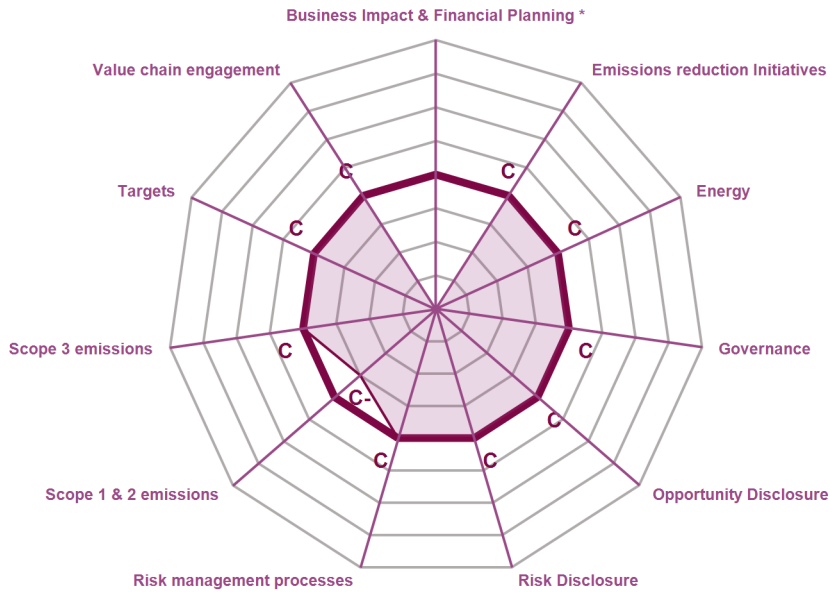 Business Impact & Financial Planning *
Value chain engagement
Emissions reduction Initiatives
C
C
Targets
Energy
C
C
Scope 3 emissions
Governance
C
C
C-
C
C
C
Scope 1 & 2 emissions
Opportunity Disclosure
Risk management processes
Risk Disclosure